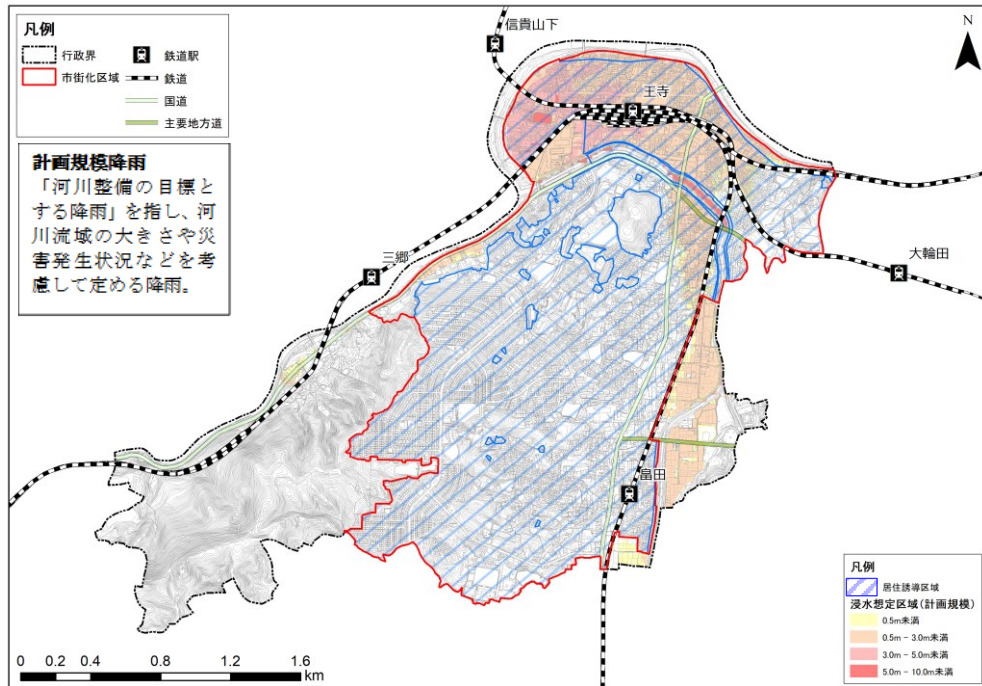 凡例
行政界
鉄道駅
市街化区域
鉄道
国道
主要地方道
計画規模降雨
「河川整備の目標と
する降雨」を指し、河
川流域の大きさや災
害発生状況などを考
慮して定める降雨。
信貴山下
N
王寺
三郷
大輪田
畠田
凡例
居住誘導区域
浸水想定区域(計画規模)
0.5m未満
0.5m - 3.0m未満
3.0m - 5.0m未満
5.0m - 10.0m未満
0 0.2 0.4 0.8 1.2 1.6
km